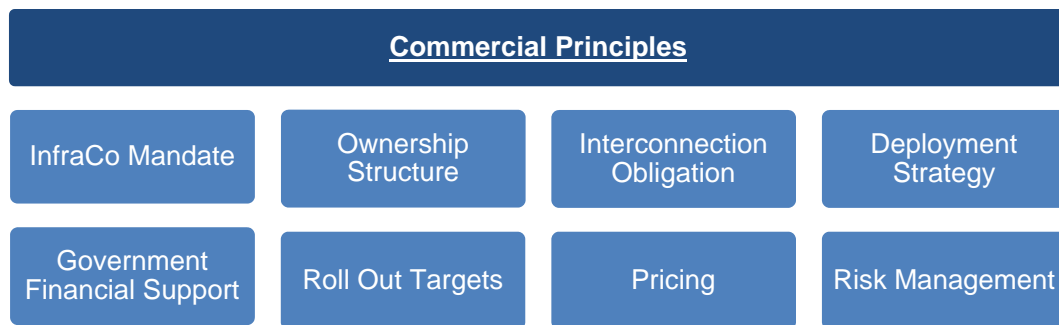 Commercial Principles
InfraCo Mandate
Ownership
Structure
Interconnection
Obligation
Deployment
Strategy
Government
Financial Support
Roll Out Targets
Pricing
Risk Management